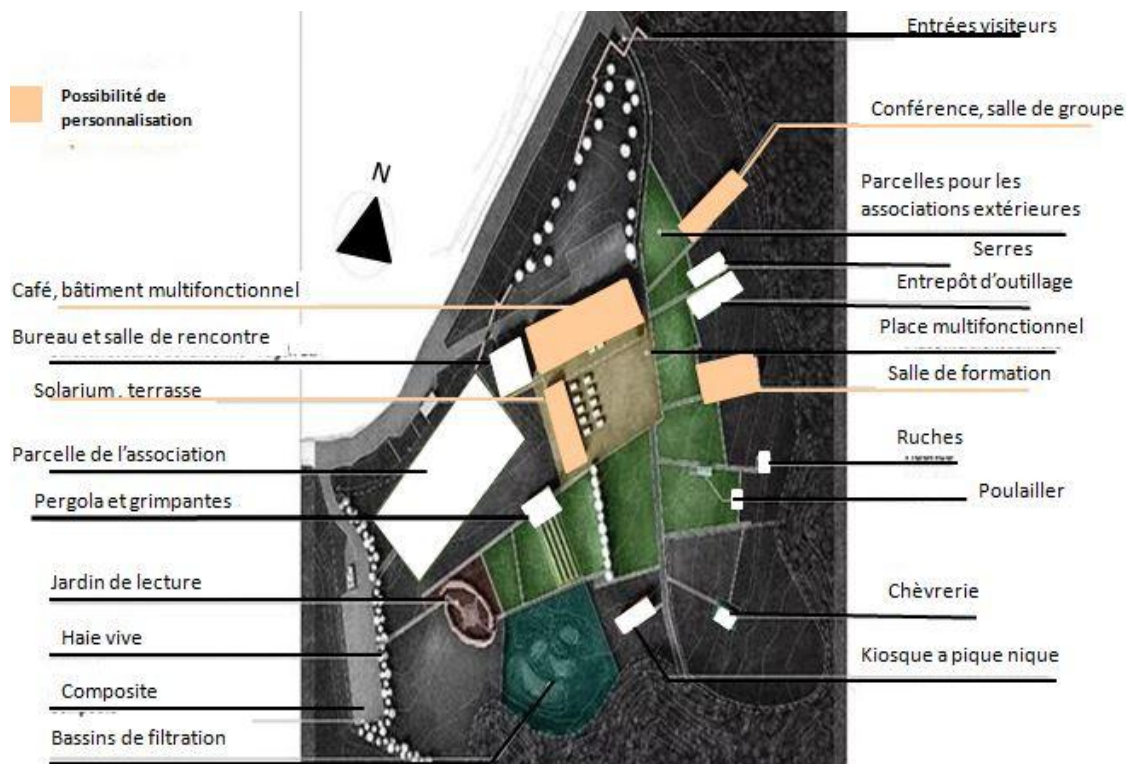 Entrées visiteurs
Possibilité de
personnalisation
Conférence, salle de groupe
N
Parcelles pour les
associations extérieures
Serres
Café, bâtiment multifonctionnel
Entrepôt d'outillage
Bureau et salle de rencontre
Place multifonctionnel
Solarium . terrasse
Salle de formation
Parcelle de l'association
Ruches
Pergola et grimpantes
Poulailler
Jardin de lecture
Chèvrerie
Haie vive
Kiosque a pique nique
Composite
Bassins de filtration